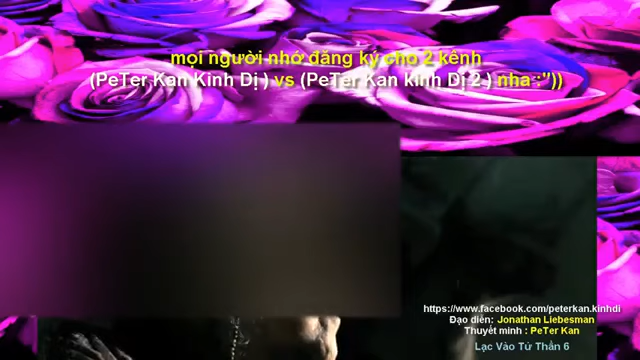 mọi người nhớ đăng ký cho 2 kênh
(PeTer Kan Kinh Dị ) vs (PeTer Kan kinh Dị 2 ) nha :"))
https://www.facebook.com/peterkan.kinhdi
Đạo diễn: Jonathan Liebesman
Thuyết minh : PeTer Kan
Lạc Vào Tử Thần 6